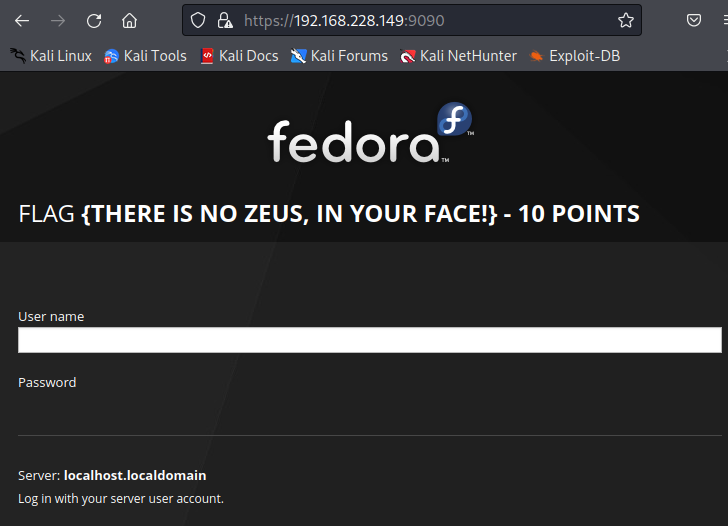 https://192.168.228.149:9090
Kali Linux Kali Tools Kali Docs Kali Forums Kali NetHunter Exploit-DB
fedora™
FLAG {THERE IS NO ZEUS, IN YOUR FACE!} - 10 POINTS
User name
Password
Server: localhost.localdomain
Log in with your server user account.